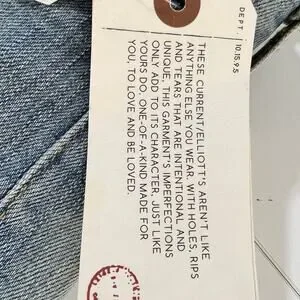 DEPT 10.15.9.5
THESE CURRENT/ELLIOTT'S AREN'T LIKE
ANYTHING ELSE YOU WEAR. WITH HOLES, RIPS
AND TEARS THAT ARE INTENTIONAL AND
UNIQUE. THIS GARMENT'S IMPERFECTIONS
ONLY ADD TO ITS CHARACTER, JUST LIKE
YOURS DO. ONE-OF-A-KIND MADE FOR
YOU, TO LOVE AND BE LOVED.